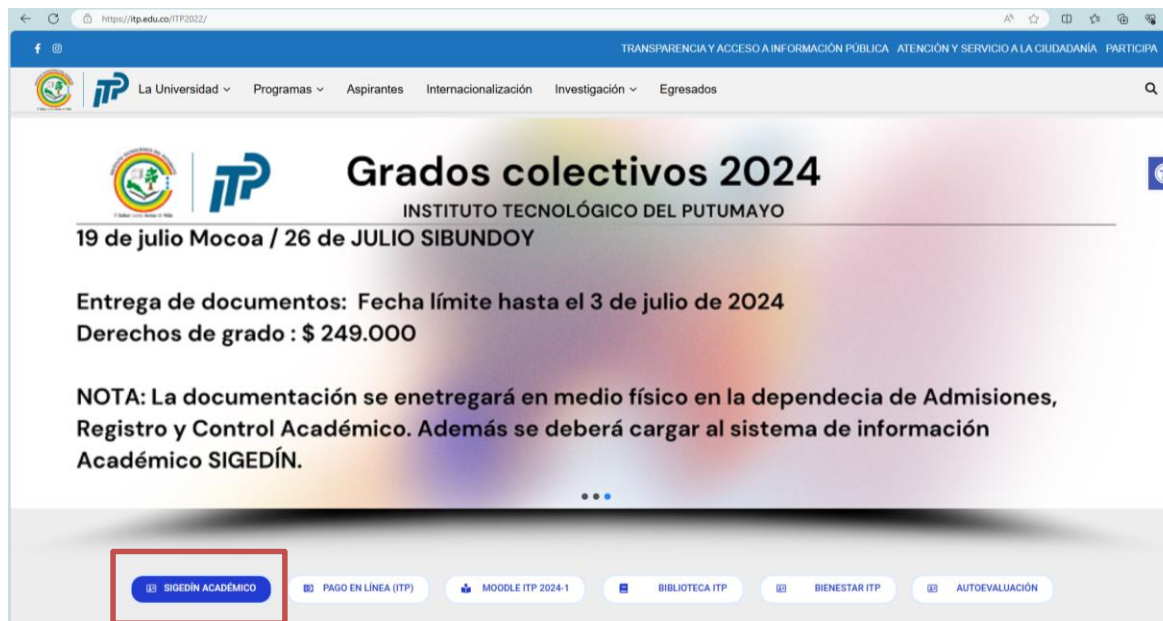 https://itp.edu.co/ITP2022/
TRANSPARENCIA Y ACCESO A INFORMACIÓN PÚBLICA ATENCIÓN Y SERVICIO A LA CIUDADANÍA PARTICIPA
iTP La Universidad Programas Aspirantes Internacionalización Investigación Egresados
iTP
Grados colectivos 2024
INSTITUTO TECNOLÓGICO DEL PUTUMAYO
19 de julio Mocoa / 26 de JULIO SIBUNDOY
Entrega de documentos: Fecha límite hasta el 3 de julio de 2024
Derechos de grado : $ 249.000
NOTA: La documentación se enetregará en medio físico en la dependecia de Admisiones,
Registro y Control Académico. Además se deberá cargar al sistema de información
Académico SIGEDÍN.
SIGEDÍN ACADÉMICO PAGO EN LÍNEA (ITP) MOODLE ITP 2024-1 BIBLIOTECA ITP BIENESTAR ITP AUTOEVALUACIÓN